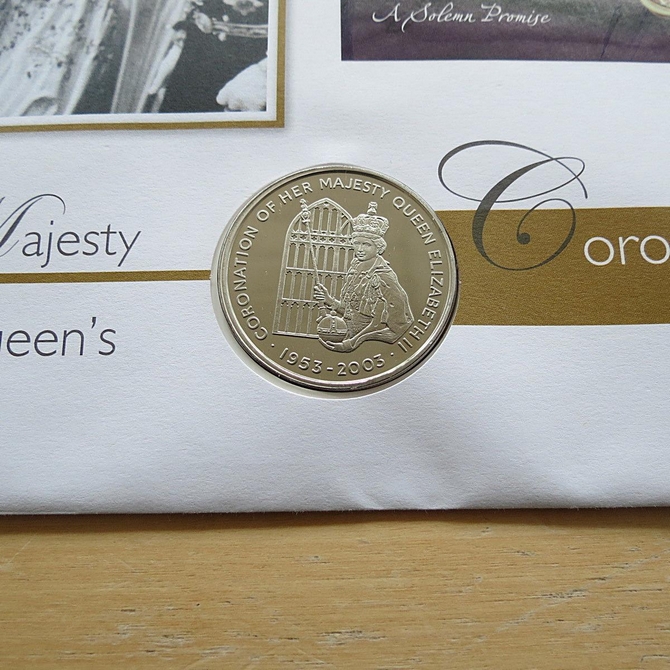 A Solemn Promise
Majesty
ueen's
CORONATION OF HER MAJESTY QUEEN ELIZABETH II
· 1953-2003 ·
Coro